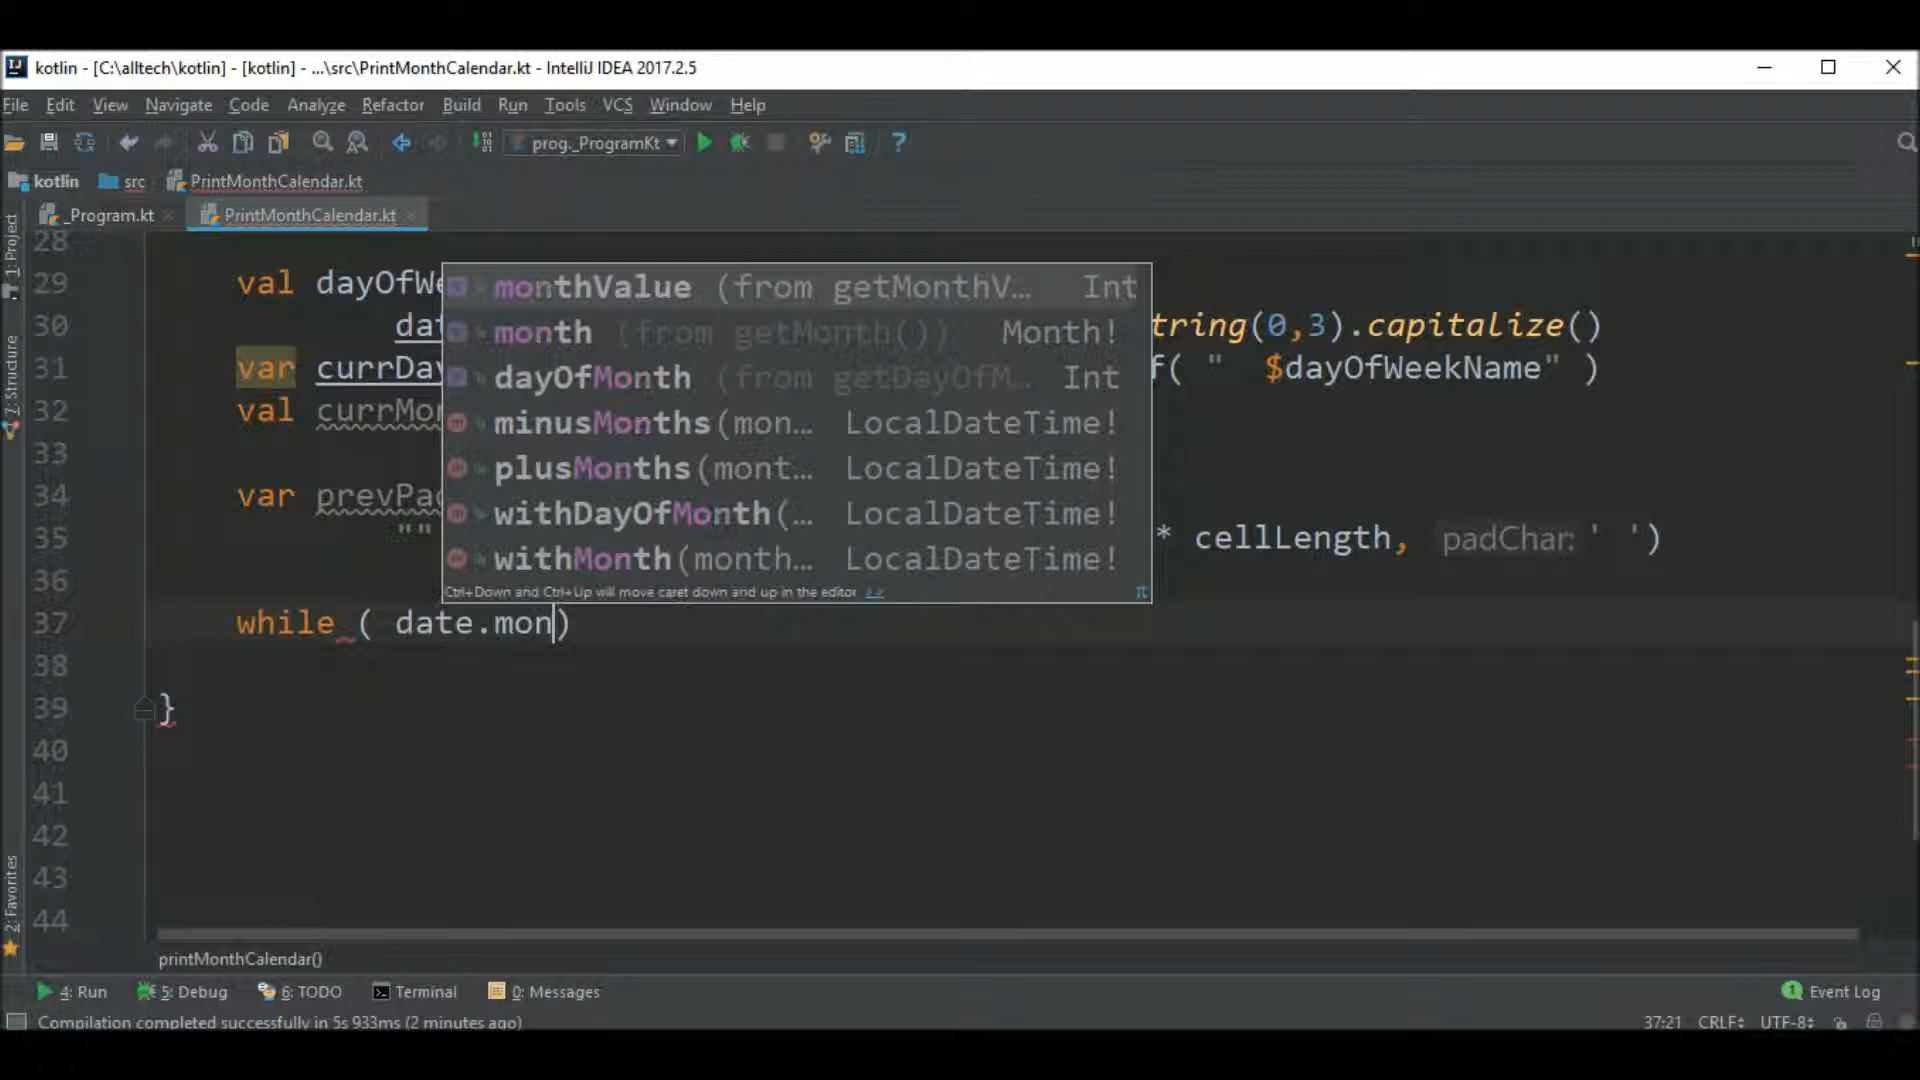 kotlin - [C:\alltech\kotlin] - [kotlin] - ...\src\PrintMonthCalendar.kt - IntelliJ IDEA 2017.2.5
File Edit View Navigate Code Analyze Refactor Build Run Tools VCS Window Help
prog._ProgramKt
kotlin src PrintMonthCalendar.kt
_Program.kt PrintMonthCalendar.kt
1: Project
7: Structure
2: Favorites
28
29 val dayOfWe
30 dat tring(0,3).capitalize()
31 var currDay f( "  $dayOfWeekName" )
32 val currMon
33
34 var prevPad
35 "" * cellLength, padChar: ' ')
36
37 while ( date.mon)
38
39 }
40
41
42
43
44
monthValue (from getMonthV… Int
month (from getMonth()) Month!
dayOfMonth (from getDayOfM… Int
minusMonths(mon… LocalDateTime!
plusMonths(mont… LocalDateTime!
withDayOfMonth(… LocalDateTime!
withMonth(month… LocalDateTime!
Ctrl+Down and Ctrl+Up will move caret down and up in the editor >> π
printMonthCalendar()
4: Run 5: Debug 6: TODO Terminal 0: Messages 1 Event Log
Compilation completed successfully in 5s 933ms (2 minutes ago) 37:21 CRLF UTF-8